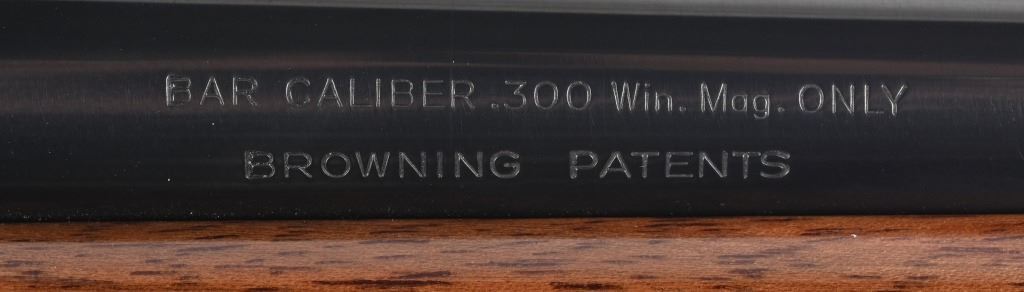 BAR CALIBER .300 Win. Mag. ONLY
BROWNING PATENTS